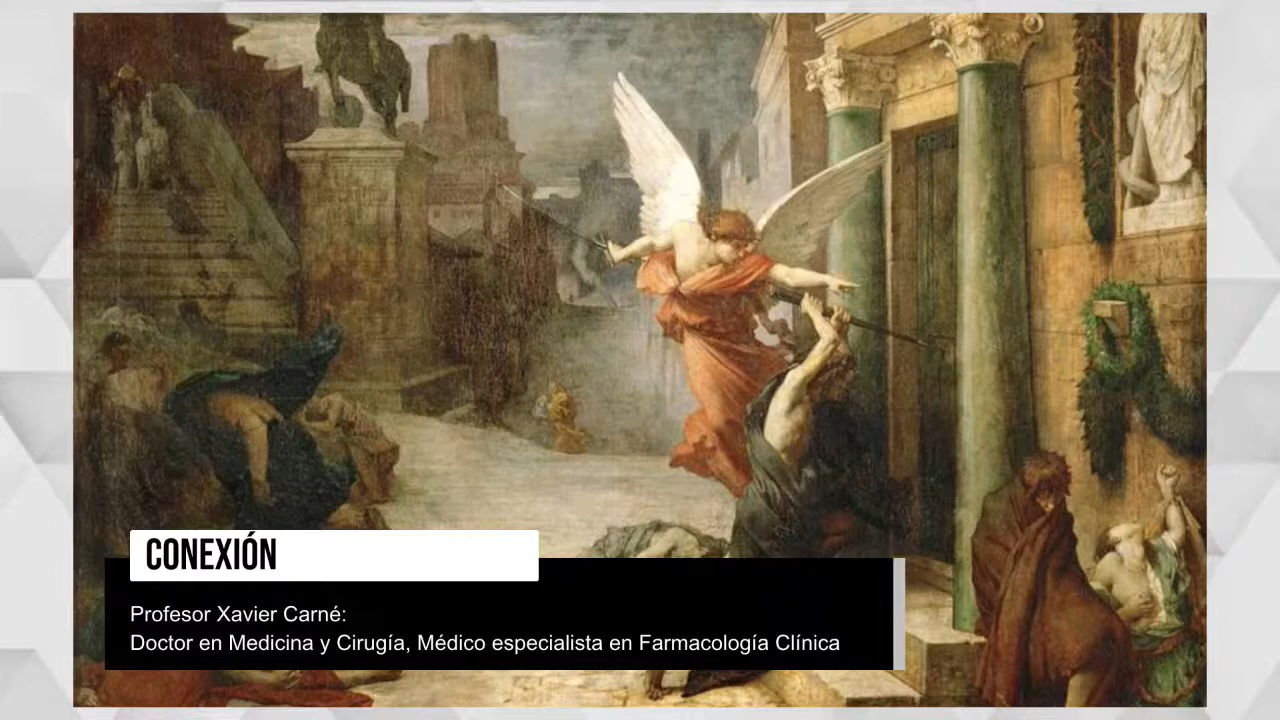 CONEXIÓN
Profesor Xavier Carné:
Doctor en Medicina y Cirugía, Médico especialista en Farmacología Clínica